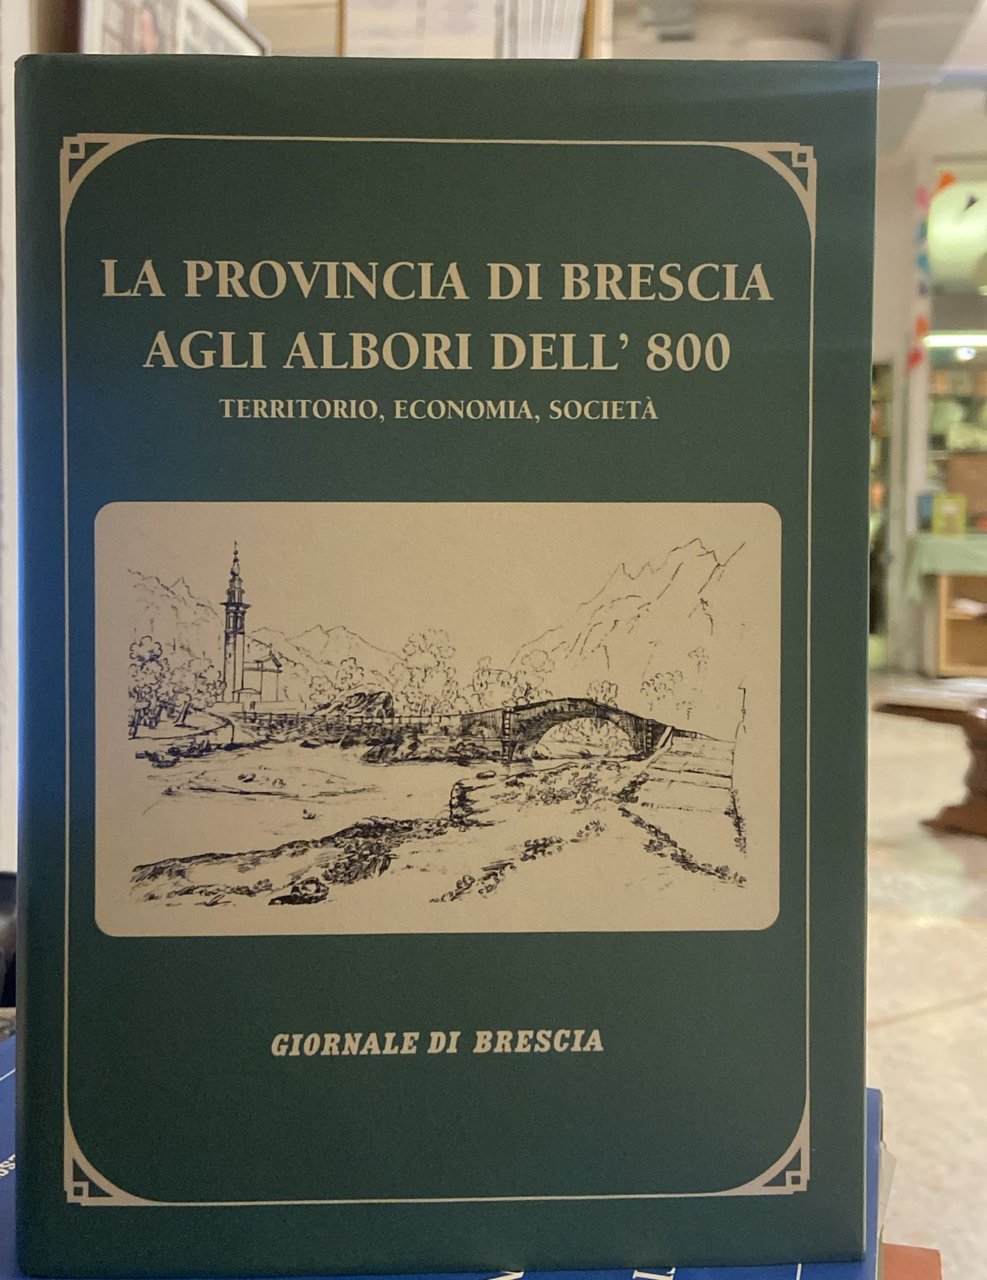 LA PROVINCIA DI BRESCIA
AGLI ALBORI DELL' 800
TERRITORIO, ECONOMIA, SOCIETÀ
GIORNALE DI BRESCIA